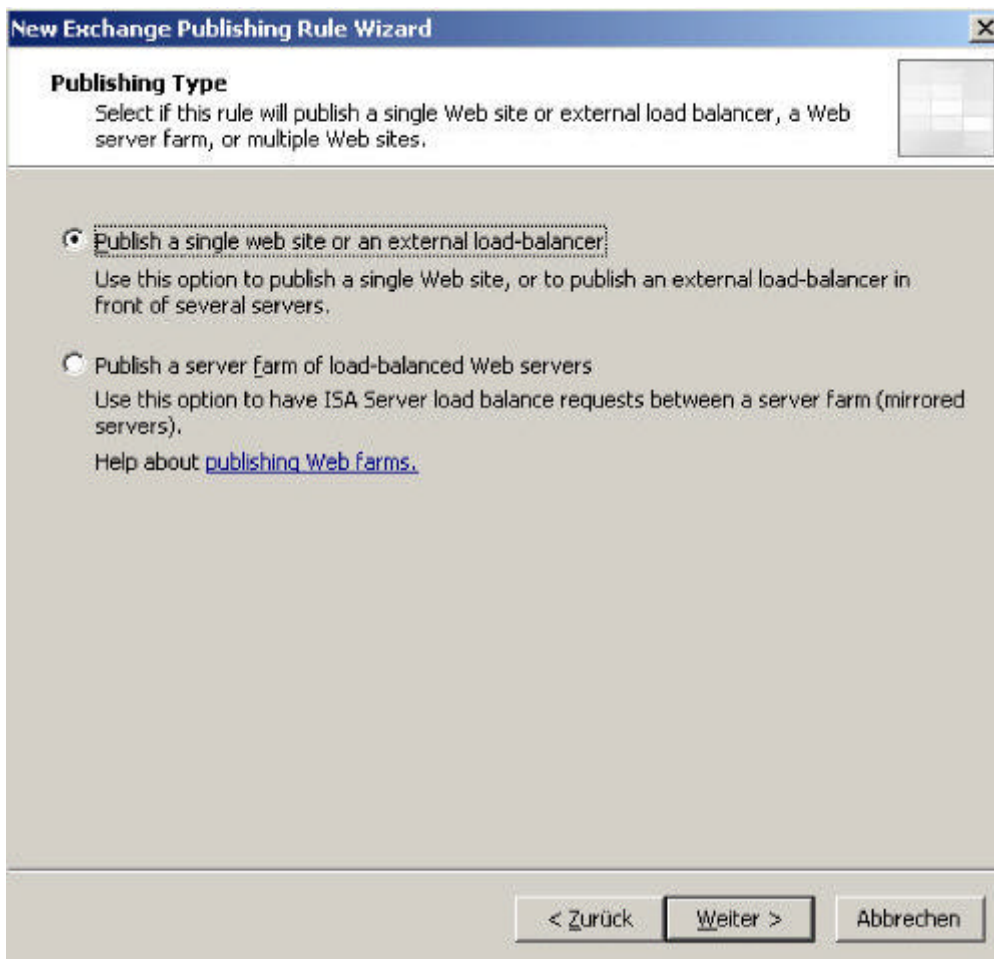 New Exchange Publishing Rule Wizard
Publishing Type
Select if this rule will publish a single Web site or external load balancer, a Web
server farm, or multiple Web sites.
Publish a single web site or an external load-balancer
Use this option to publish a single Web site, or to publish an external load-balancer in
front of several servers.
Publish a server farm of load-balanced Web servers
Use this option to have ISA Server load balance requests between a server farm (mirrored
servers).
Help about publishing Web farms.
< Zurück
Weiter >
Abbrechen